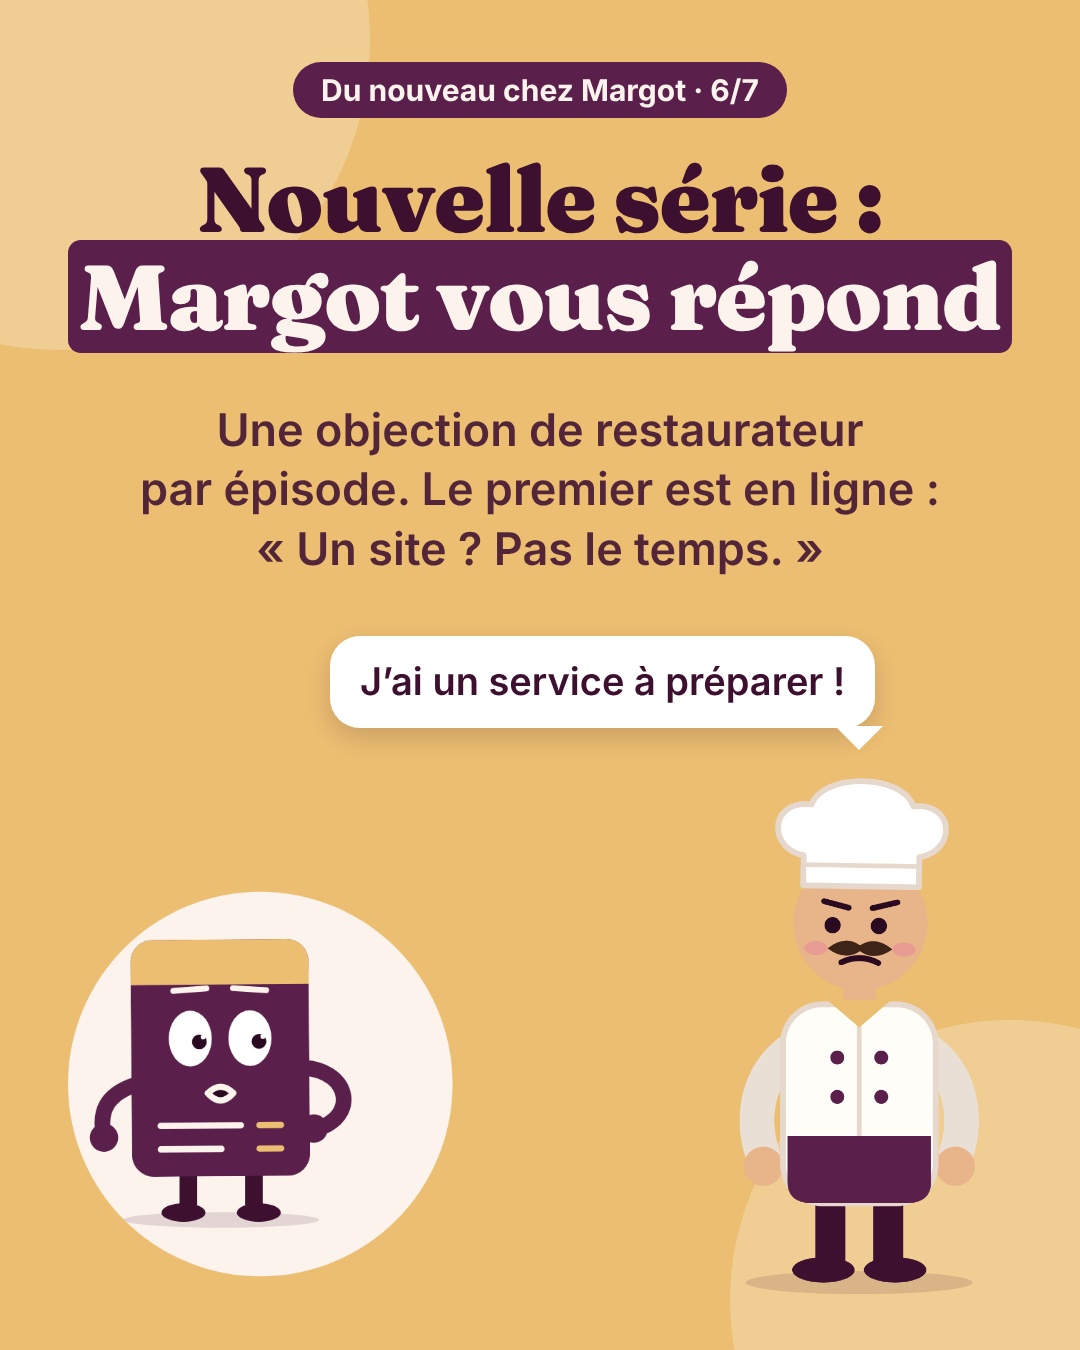 Du nouveau chez Margot · 6/7
Nouvelle série :
Margot vous répond
Une objection de restaurateur
par épisode. Le premier est en ligne :
« Un site ? Pas le temps. »
J’ai un service à préparer !